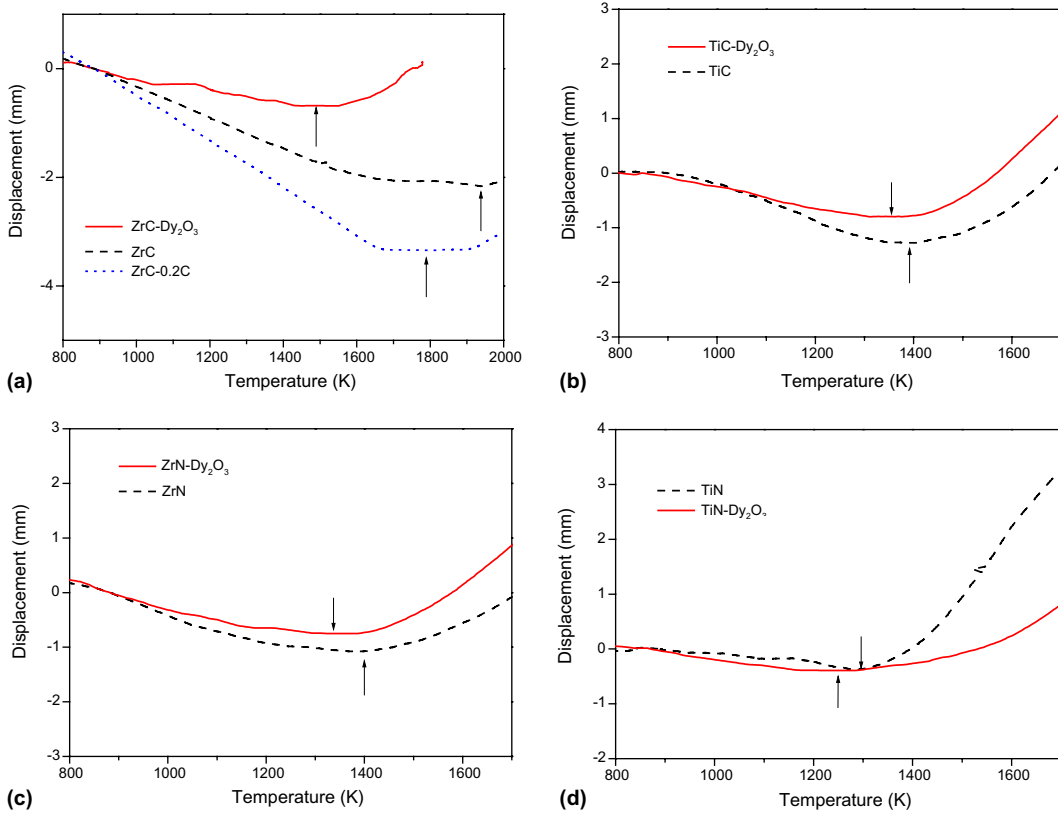 0
-2
-4
800 1000 1200 1400 1600 1800 2000
Displacement (mm)
Temperature (K)
ZrC-Dy₂O₃
ZrC
ZrC-0.2C
(a)
3
2
1
0
-1
-2
-3
800 1000 1200 1400 1600
Displacement (mm)
Temperature (K)
TiC-Dy₂O₃
TiC
(b)
3
2
1
0
-1
-2
-3
800 1000 1200 1400 1600
Displacement (mm)
Temperature (K)
ZrN-Dy₂O₃
ZrN
(c)
4
3
2
1
0
-1
-2
800 1000 1200 1400 1600
Displacement (mm)
Temperature (K)
TiN
TiN-Dy₂O₃
(d)